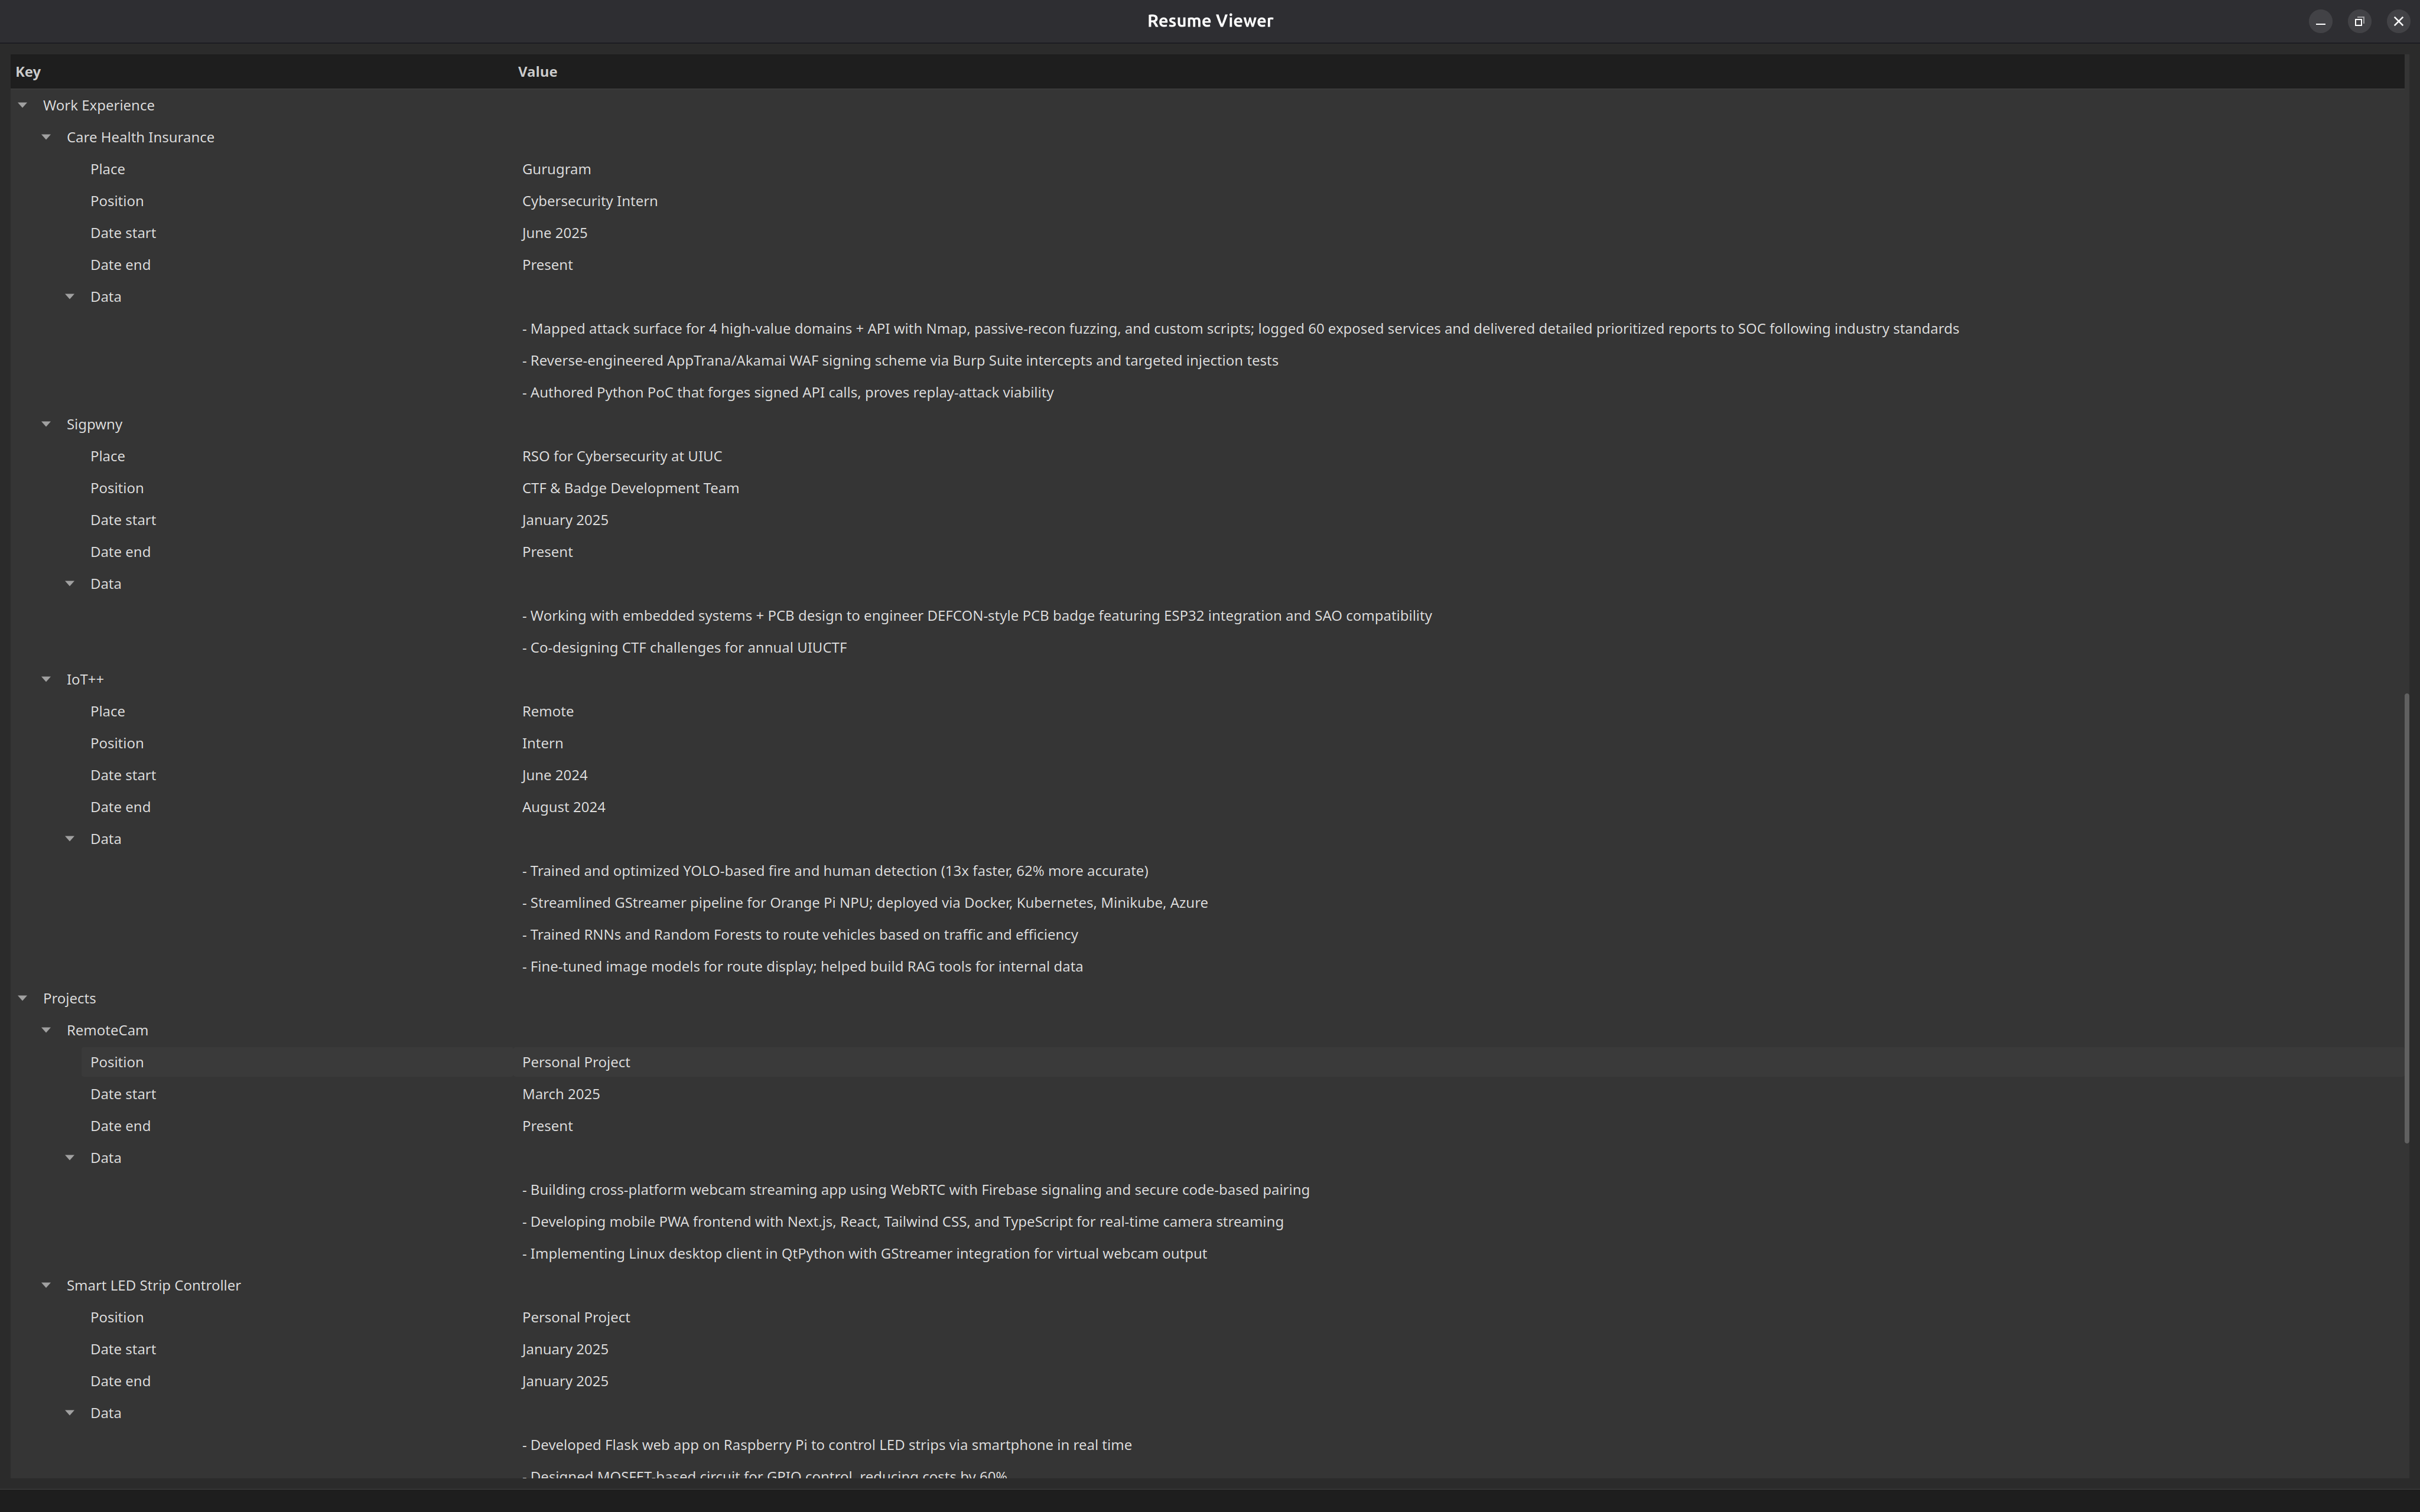 Resume Viewer
Key Value
Work Experience
Care Health Insurance
Place Gurugram
Position Cybersecurity Intern
Date start June 2025
Date end Present
Data
- Mapped attack surface for 4 high-value domains + API with Nmap, passive-recon fuzzing, and custom scripts; logged 60 exposed services and delivered detailed prioritized reports to SOC following industry standards
- Reverse-engineered AppTrana/Akamai WAF signing scheme via Burp Suite intercepts and targeted injection tests
- Authored Python PoC that forges signed API calls, proves replay-attack viability
Sigpwny
Place RSO for Cybersecurity at UIUC
Position CTF & Badge Development Team
Date start January 2025
Date end Present
Data
- Working with embedded systems + PCB design to engineer DEFCON-style PCB badge featuring ESP32 integration and SAO compatibility
- Co-designing CTF challenges for annual UIUCTF
IoT++
Place Remote
Position Intern
Date start June 2024
Date end August 2024
Data
- Trained and optimized YOLO-based fire and human detection (13x faster, 62% more accurate)
- Streamlined GStreamer pipeline for Orange Pi NPU; deployed via Docker, Kubernetes, Minikube, Azure
- Trained RNNs and Random Forests to route vehicles based on traffic and efficiency
- Fine-tuned image models for route display; helped build RAG tools for internal data
Projects
RemoteCam
Position Personal Project
Date start March 2025
Date end Present
Data
- Building cross-platform webcam streaming app using WebRTC with Firebase signaling and secure code-based pairing
- Developing mobile PWA frontend with Next.js, React, Tailwind CSS, and TypeScript for real-time camera streaming
- Implementing Linux desktop client in QtPython with GStreamer integration for virtual webcam output
Smart LED Strip Controller
Position Personal Project
Date start January 2025
Date end January 2025
Data
- Developed Flask web app on Raspberry Pi to control LED strips via smartphone in real time
- Designed MOSFET-based circuit for GPIO control, reducing costs by 60%